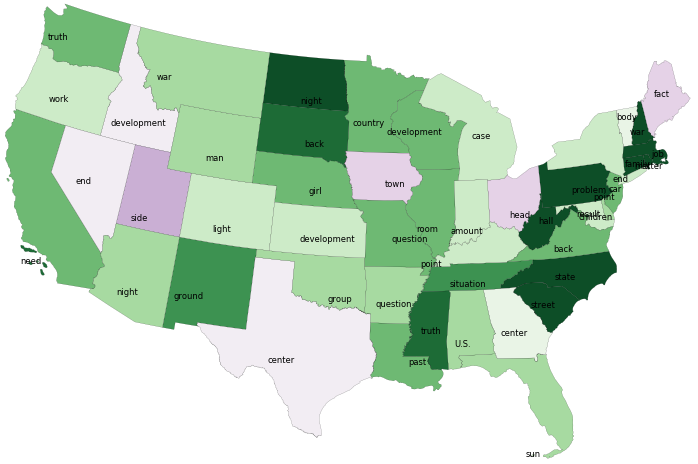 truth
work
war
development
night
back
country
development
case
fact
body
war
job
family
matter
man
end
side
light
girl
town
head
problem
end
car
point
result
children
hall
back
development
question
room
amount
point
need
night
ground
group
question
situation
state
street
center
truth
U.S.
center
past
sun